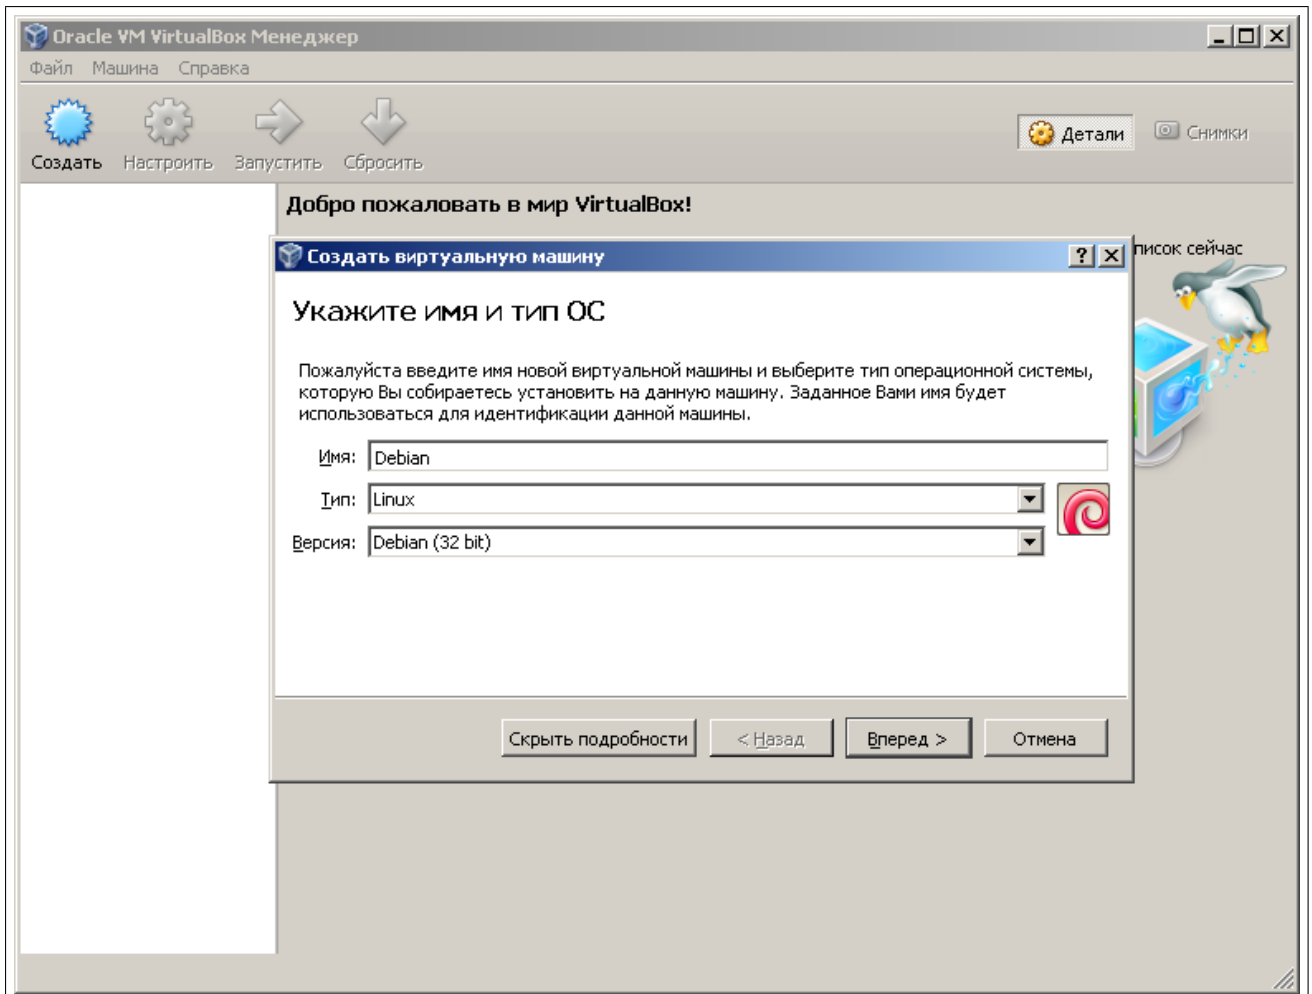 Oracle VM VirtualBox Менеджер
Файл Машина Справка
Создать Настроить Запустить Сбросить
Детали Снимки
Добро пожаловать в мир VirtualBox!
сейчас
Создать виртуальную машину
Укажите имя и тип ОС
Пожалуйста введите имя новой виртуальной машины и выберите тип операционной системы,
которую Вы собираетесь установить на данную машину. Заданное Вами имя будет
использоваться для идентификации данной машины.
Имя: Debian
Тип: Linux
Версия: Debian (32 bit)
Скрыть подробности < Назад Вперед > Отмена